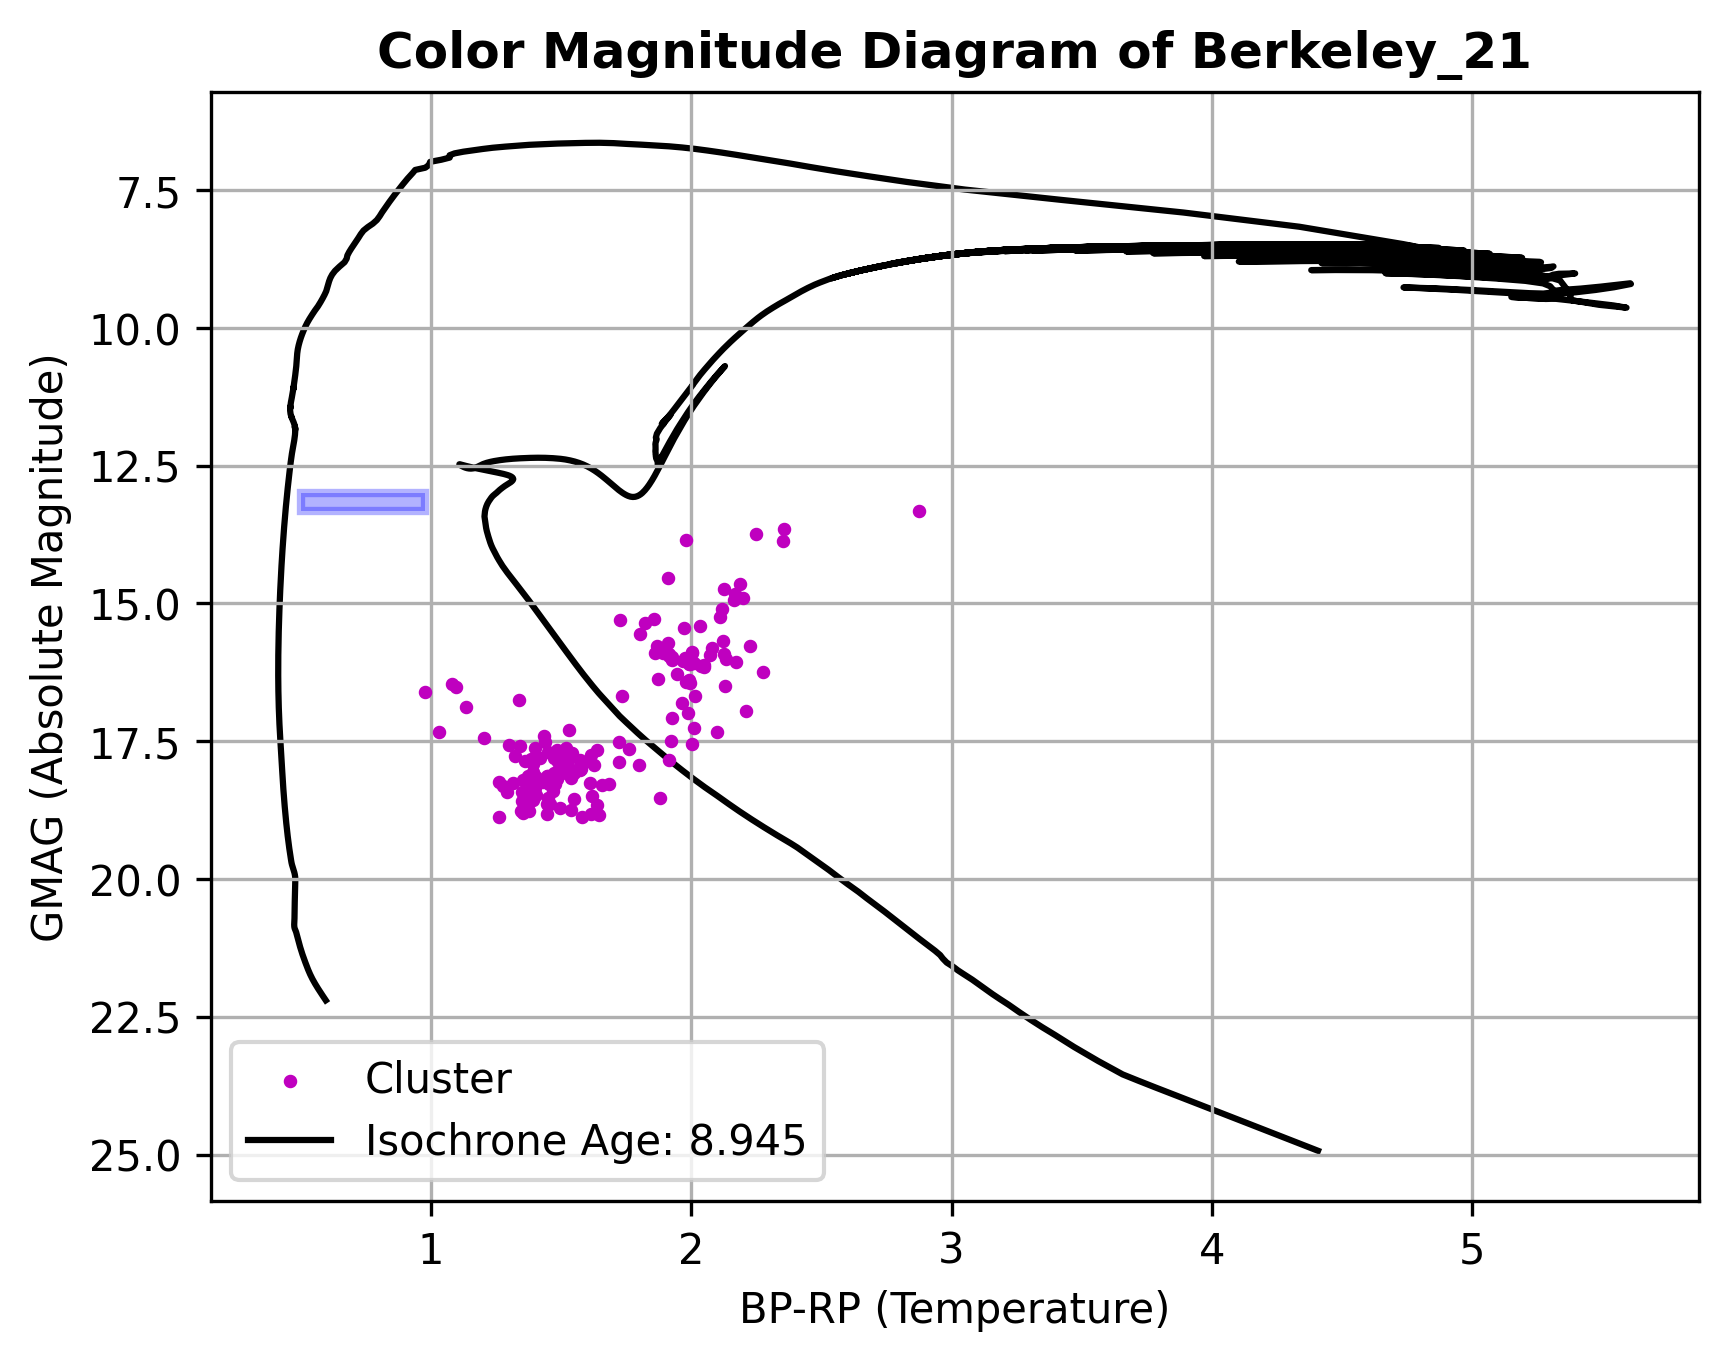 Color Magnitude Diagram of Berkeley_21
GMAG (Absolute Magnitude)
7.5
10.0
12.5
15.0
17.5
20.0
22.5
25.0
Cluster
Isochrone Age: 8.945
1 2 3 4 5
BP-RP (Temperature)